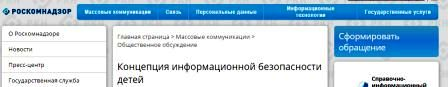 РОСКОМНАДЗОР
Массовые коммуникации
Связь
Персональные данные
Информационные
технологии
Государственные услуги
О Роскомнадзоре
Новости
Пресс-центр
Государственная служба
Главная страница > Массовые коммуникации >
Общественное обсуждение
Концепция информационной безопасности
детей
Сформировать
обращение
Справочно-
информационный